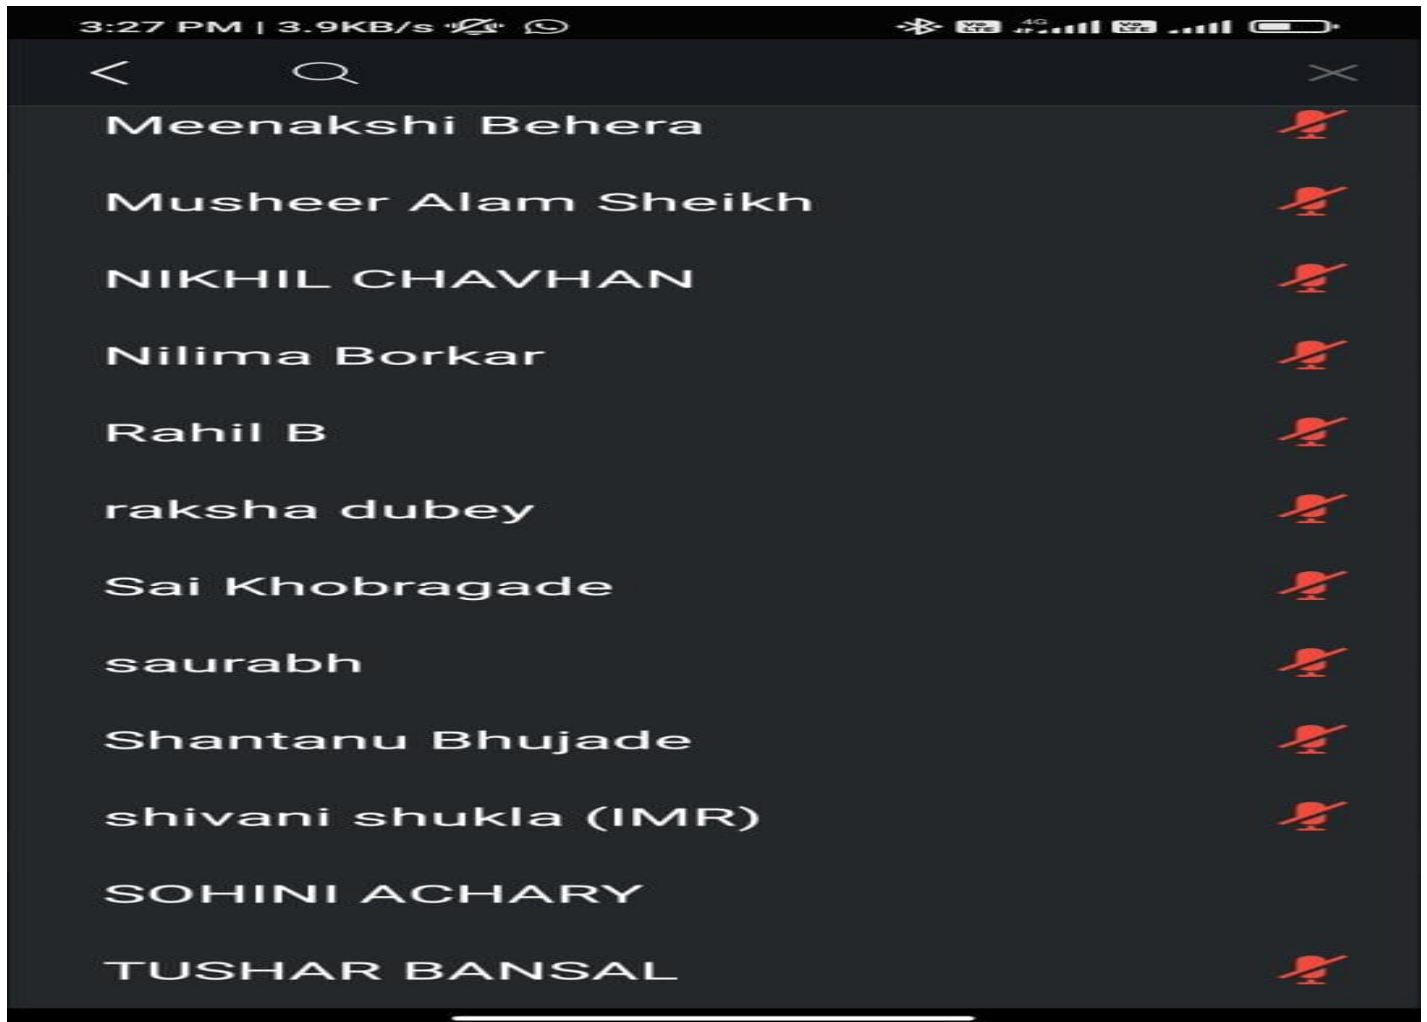 3:27 PM | 3.9KB/s 4G
Meenakshi Behera
Musheer Alam Sheikh
NIKHIL CHAVHAN
Nilima Borkar
Rahil B
raksha dubey
Sai Khobragade
saurabh
Shantanu Bhujade
shivani shukla (IMR)
SOHINI ACHARY
TUSHAR BANSAL